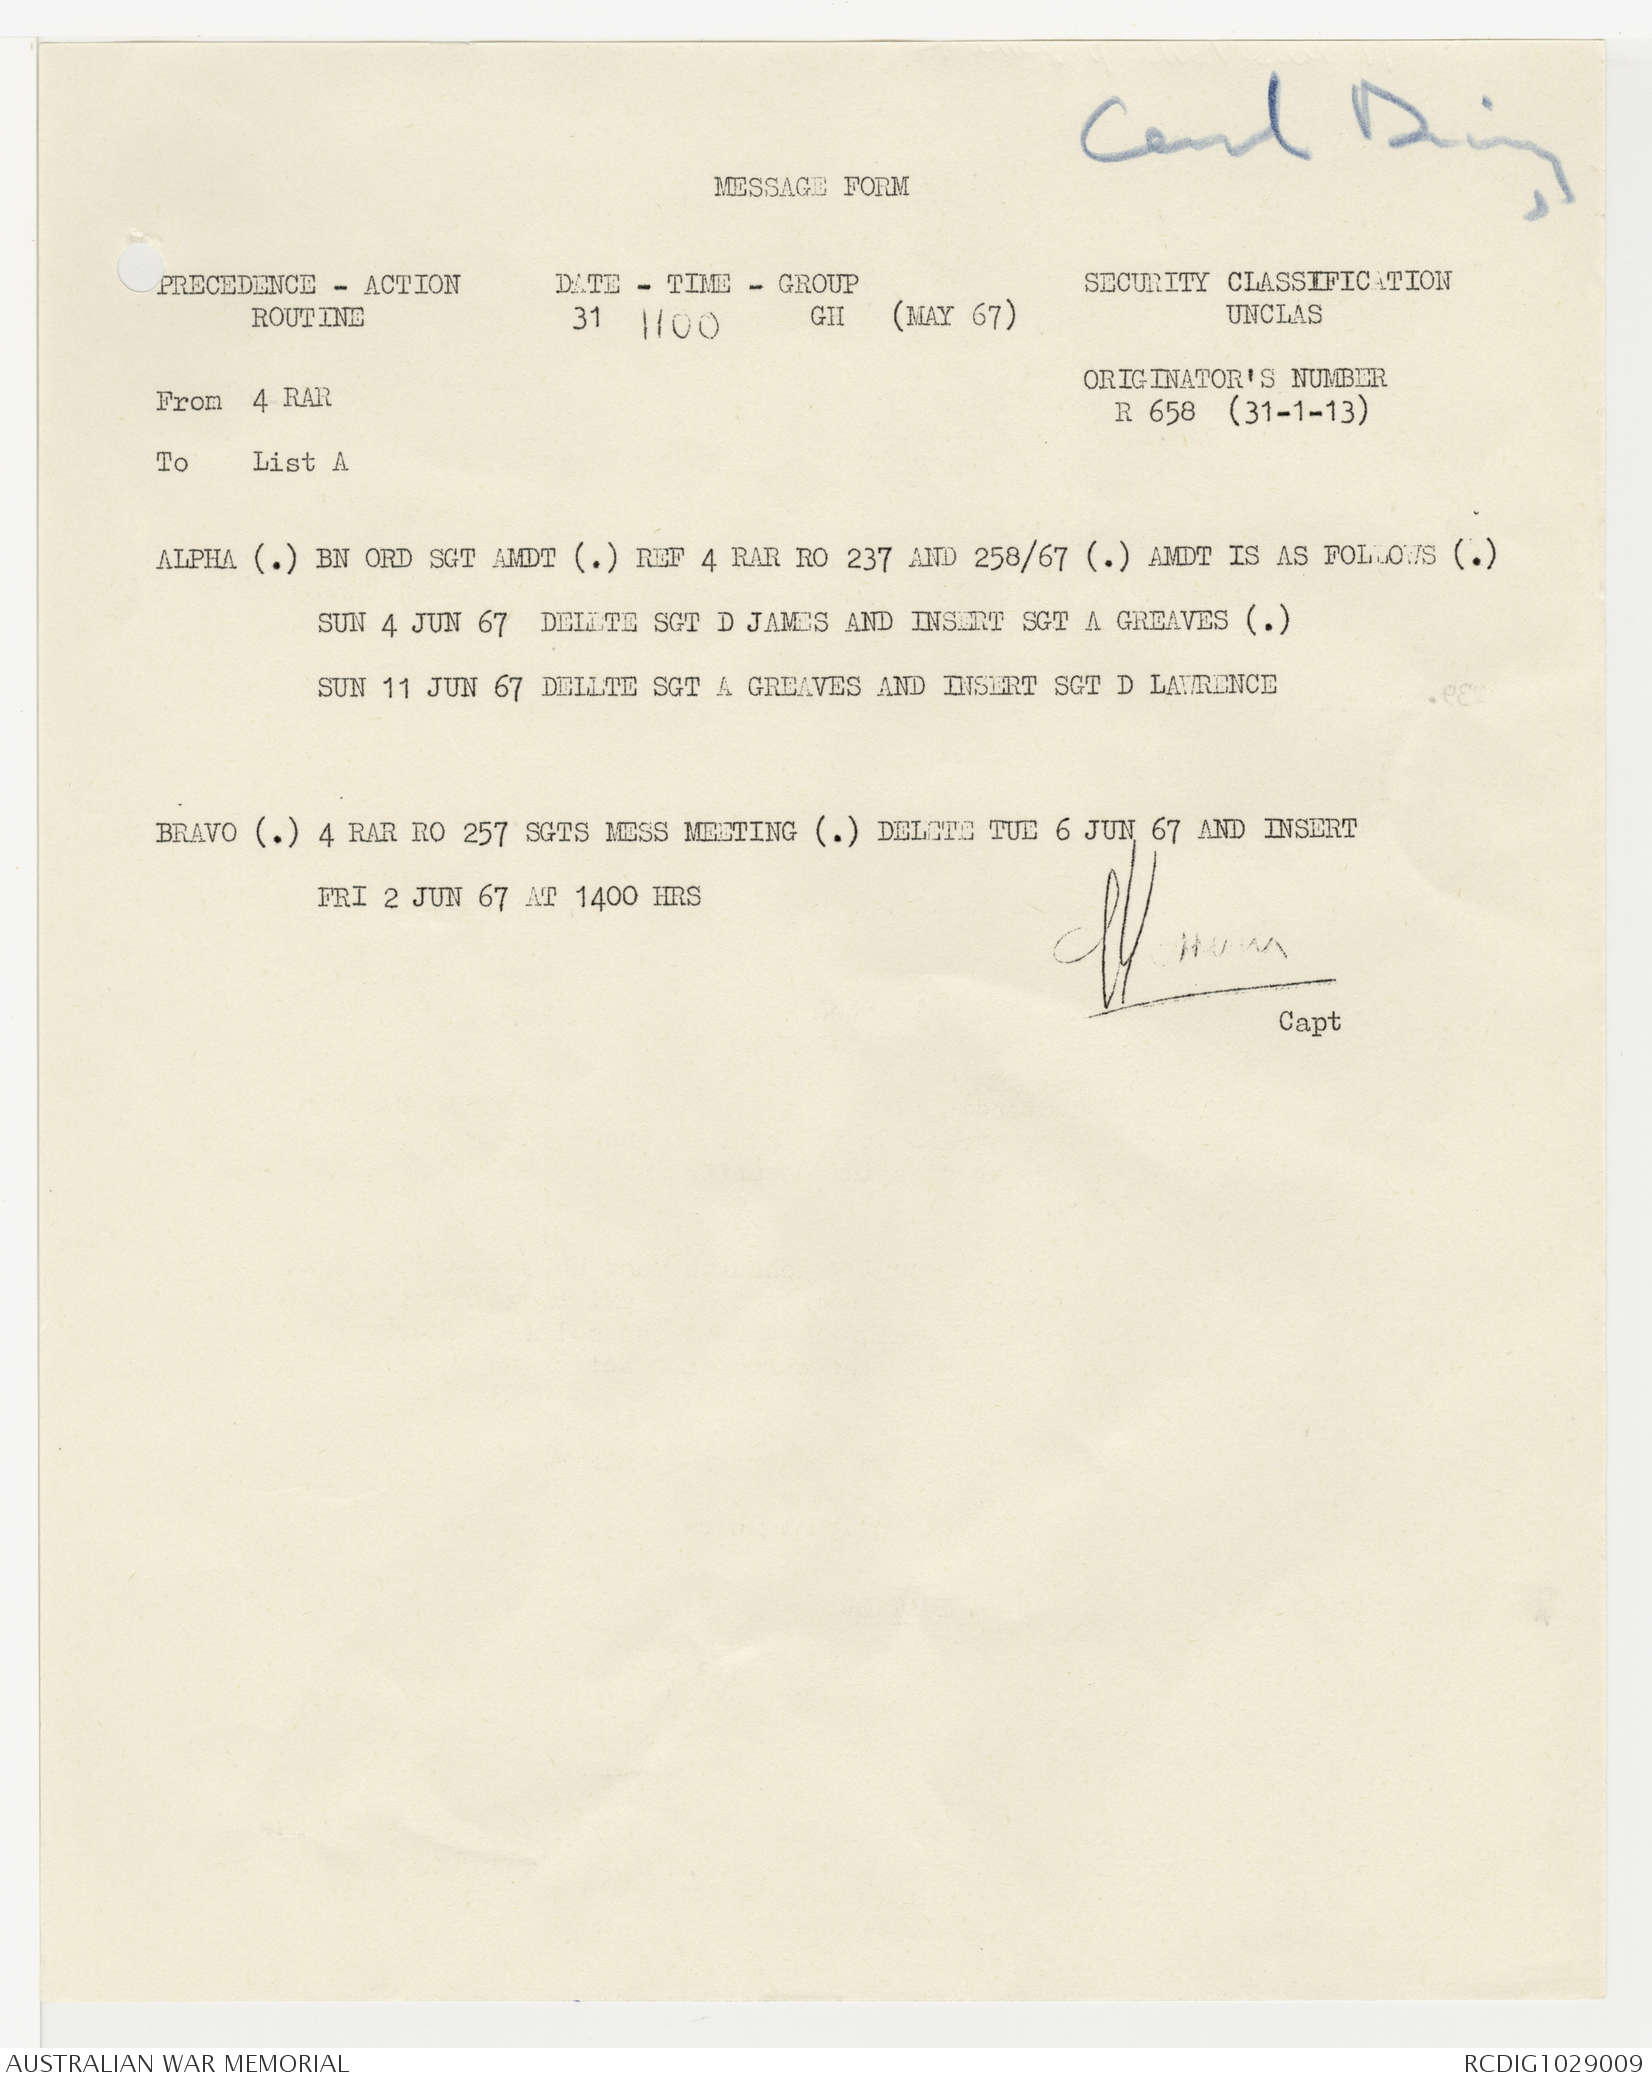 MESSAGE FORM
PRECEDENCE - ACTION DATE - TIME - GROUP SECURITY CLASSIFICATION
ROUTINE 31 1100 GH (MAY 67) UNCLAS
ORIGINATOR'S NUMBER
From 4 RAR
R 658 (31-1-13)
To List A
ALPHA (.) BN ORD SGT AMDT (.) REF 4 RAR RO 237 AND 258/67 (.) AMDT IS AS FOLLOWS (.)
SUN 4 JUN 67 DELETE SGT D JAMES AND INSERT SGT A GREAVES (.)
SUN 11 JUN 67 DELETE SGT A GREAVES AND INSERT SGT D LAWRENCE
BRAVO (.) 4 RAR RO 257 SGTS MESS MEETING (.) DELETE TUE 6 JUN 67 AND INSERT
FRI 2 JUN 67 AT 1400 HRS
Capt
AUSTRALIAN WAR MEMORIAL RCDIG1029009